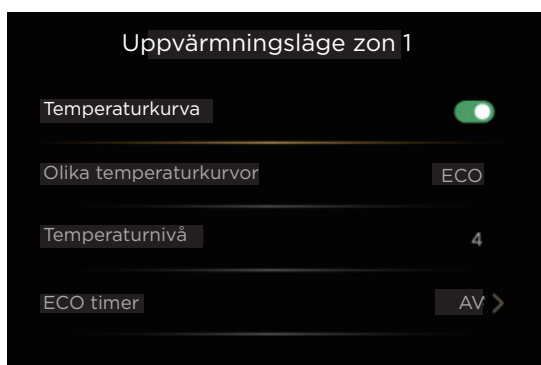 Uppvärmningsläge zon 1
Temperaturkurva
Olika temperaturkurvor ECO
Temperaturnivå 4
ECO timer AV